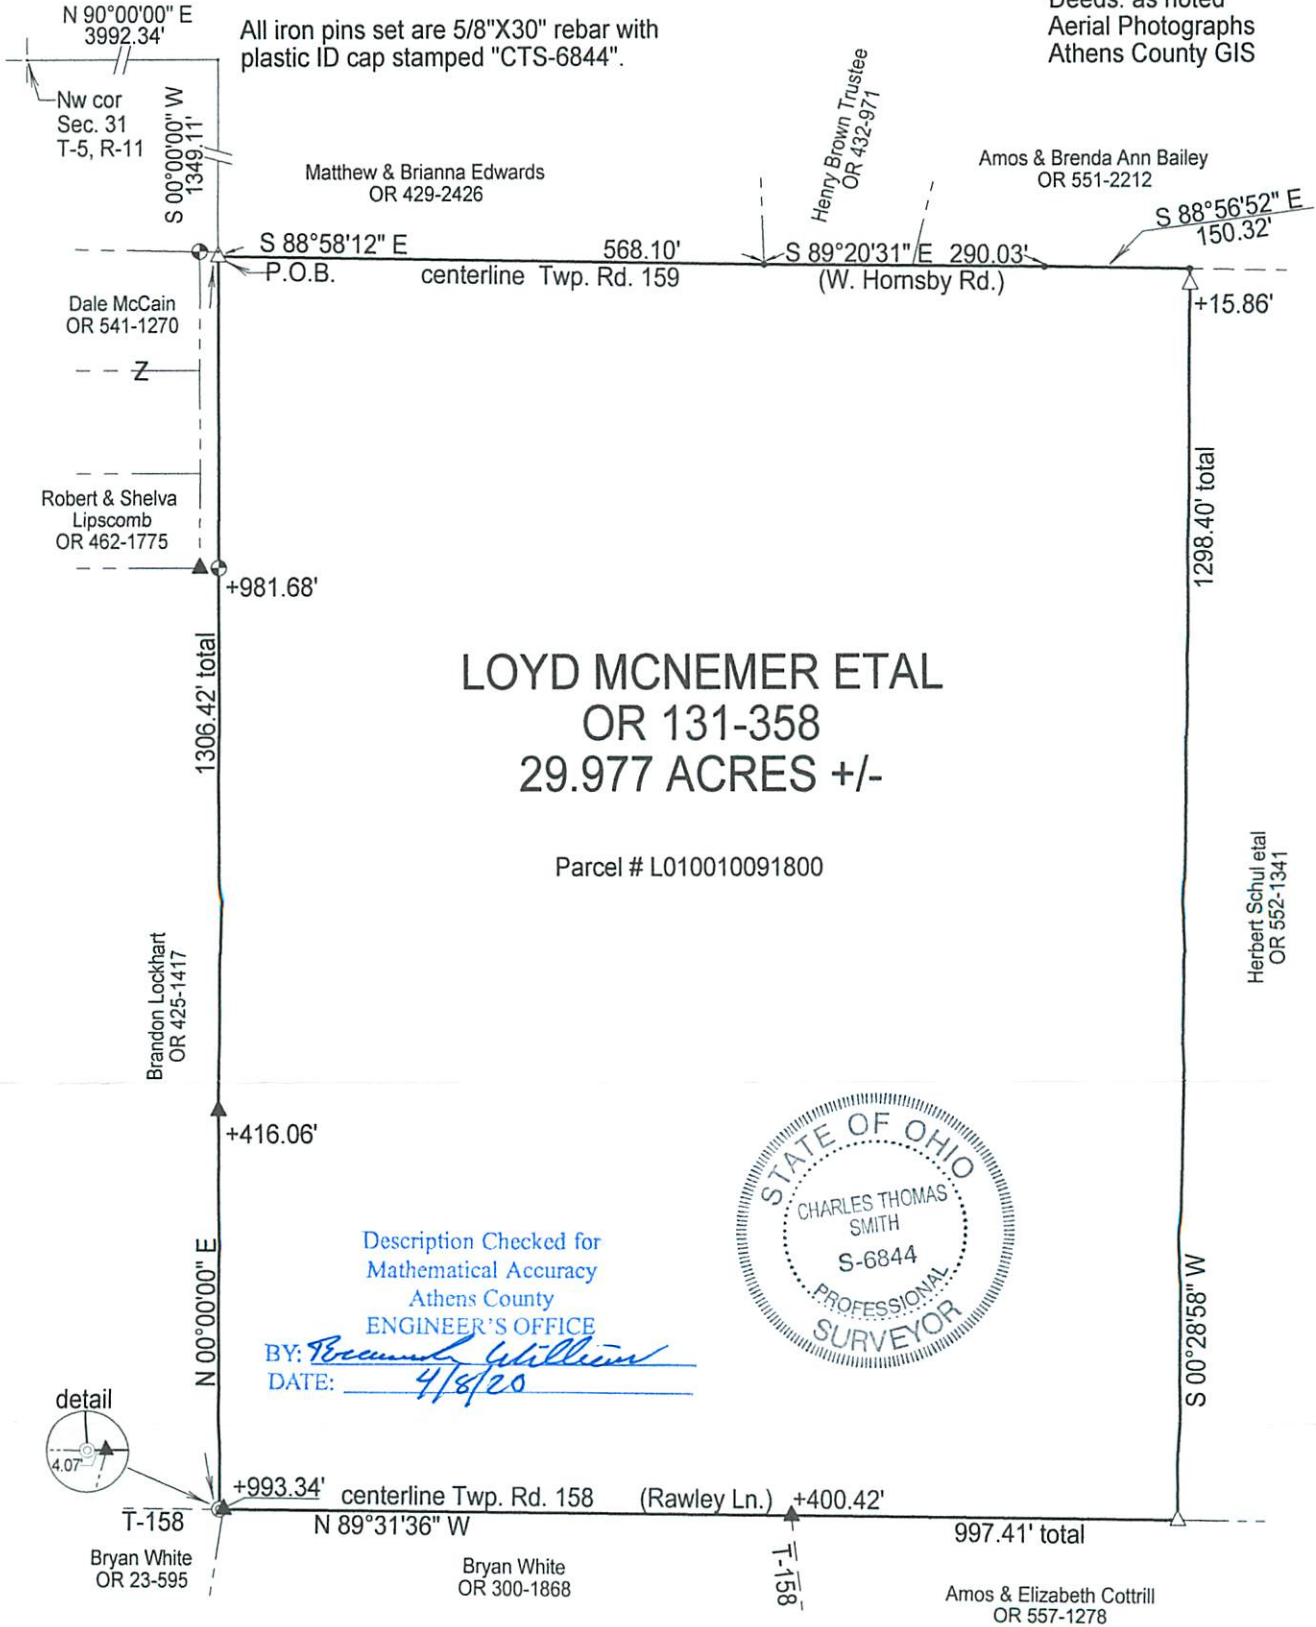 N 90°00'00" E
3992.34'
All iron pins set are 5/8"X30" rebar with
plastic ID cap stamped "CTS-6844".
Deeds: as noted
Aerial Photographs
Athens County GIS
Nw cor
Sec. 31
T-5, R-11
S 00°00'00" W
1349.11'
Matthew & Brianna Edwards
OR 429-2426
Henry Brown Trustee
OR 432-971
Amos & Brenda Ann Bailey
OR 551-2212
S 88°56'52" E
150.32'
S 88°58'12" E
568.10'
S 89°20'31" E 290.03'
P.O.B.
centerline Twp. Rd. 159
(W. Hornsby Rd.)
+15.86'
Dale McCain
OR 541-1270
Z
Robert & Shelva
Lipscomb
OR 462-1775
+981.68'
1306.42' total
1298.40' total
LOYD MCNEMER ETAL
OR 131-358
29.977 ACRES +/-
Parcel # L010010091800
Herbert Schul etal
OR 552-1341
Brandon Lockhart
OR 425-1417
+416.06'
STATE OF OHIO
CHARLES THOMAS
SMITH
S-6844
PROFESSIONAL
SURVEYOR
Description Checked for
Mathematical Accuracy
Athens County
ENGINEER'S OFFICE
BY:
DATE: 4/8/20
N 00°00'00" E
S 00°28'58" W
detail
4.07'
+993.34'
centerline Twp. Rd. 158
(Rawley Ln.)
+400.42'
T-158
N 89°31'36" W
997.41' total
Bryan White
OR 23-595
Bryan White
OR 300-1868
T-158
Amos & Elizabeth Cottrill
OR 557-1278